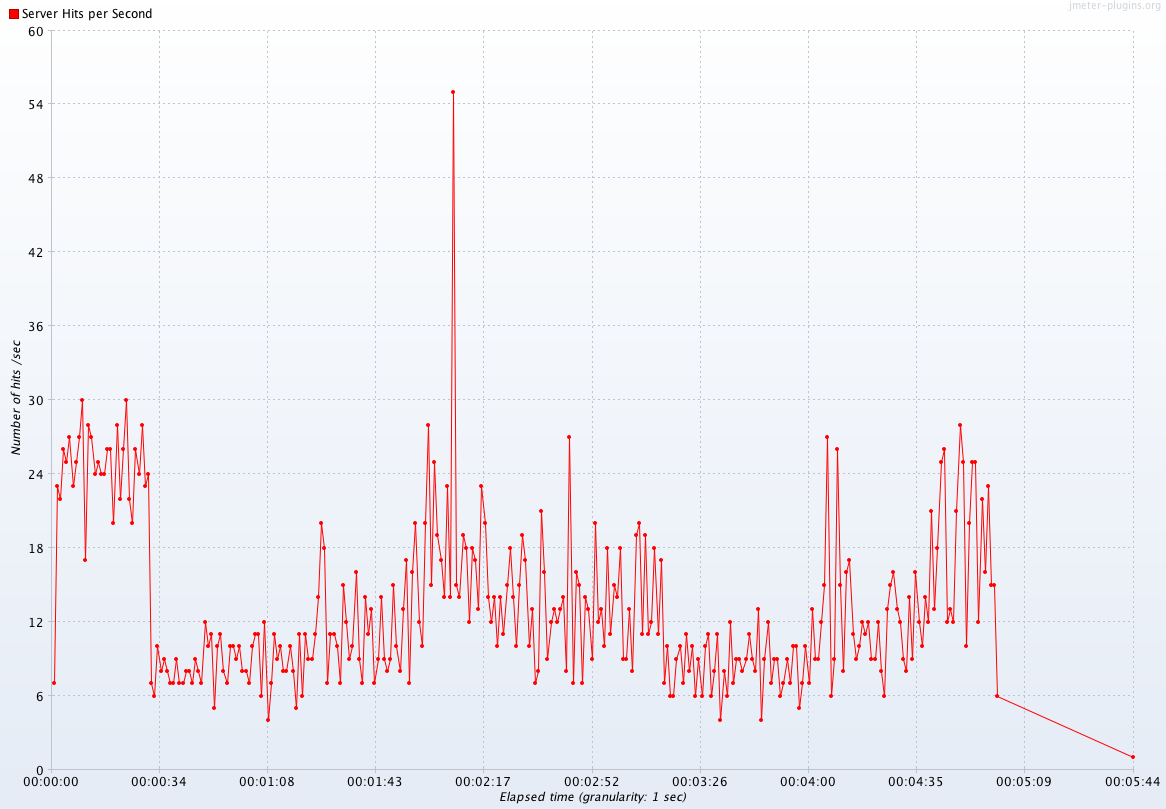 Server Hits per Second
jmeter-plugins.org
60
54
48
42
36
30
24
18
12
6
0
Number of hits /sec
00:00:00 00:00:34 00:01:08 00:01:43 00:02:17 00:02:52 00:03:26 00:04:00 00:04:35 00:05:09 00:05:44
Elapsed time (granularity: 1 sec)